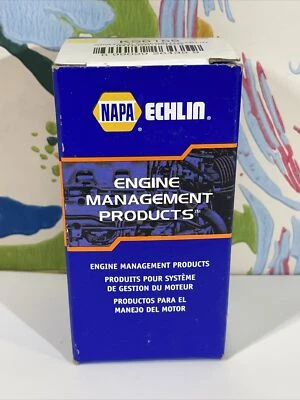 NAPA ECHLIN®
ENGINE
MANAGEMENT
PRODUCTS™
ENGINE MANAGEMENT PRODUCTS
PRODUITS POUR SYSTÈME
DE GESTION DU MOTEUR
PRODUCTOS PARA EL
MANEJO DEL MOTOR